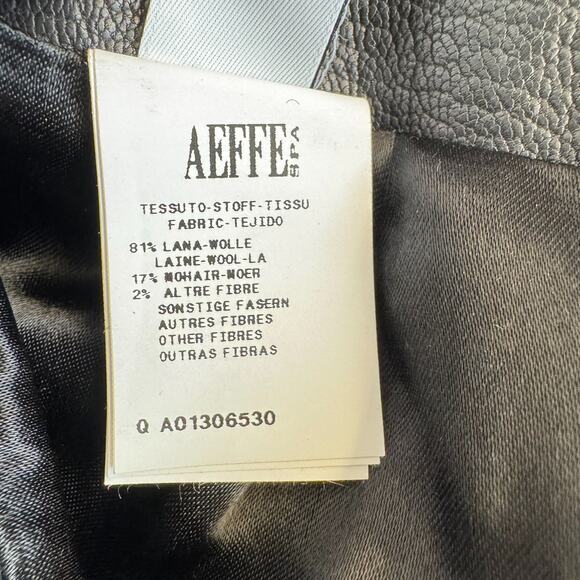 AEFFE SPA
TESSUTO-STOFF-TISSU
FABRIC-TEJIDO
81% LANA-WOLLE
LAINE-WOOL-LA
17% MOHAIR-MOER
2% ALTRE FIBRE
SONSTIGE FASERN
AUTRES FIBRES
OTHER FIBRES
OUTRAS FIBRAS
Q A01306530